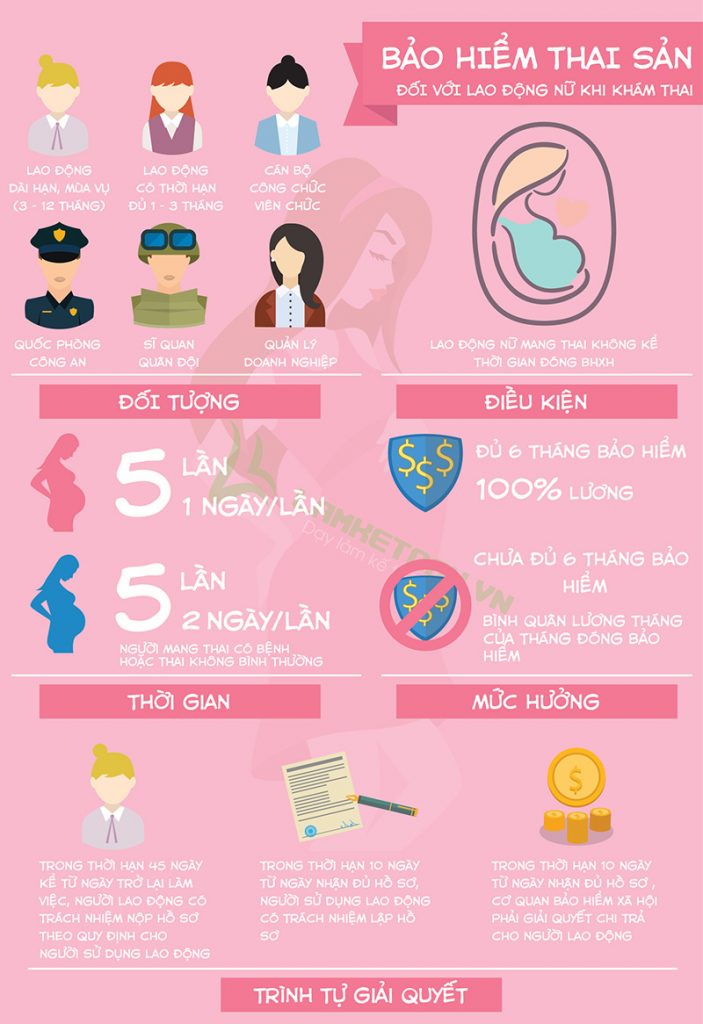 BẢO HIỂM THAI SẢN
ĐỐI VỚI LAO ĐỘNG NỮ KHI KHÁM THAI
LAO ĐỘNG
DÀI HẠN, MÙA VỤ
(3 - 12 THÁNG)
LAO ĐỘNG
CÓ THỜI HẠN
ĐỦ 1 - 3 THÁNG
CÁN BỘ
CÔNG CHỨC
VIÊN CHỨC
QUỐC PHÒNG
CÔNG AN
SĨ QUAN
QUÂN ĐỘI
QUẢN LÝ
DOANH NGHIỆP
LAO ĐỘNG NỮ MANG THAI KHÔNG KỂ
THỜI GIAN ĐÓNG BHXH
ĐỐI TƯỢNG
ĐIỀU KIỆN
5 LẦN
1 NGÀY/LẦN
5 LẦN
2 NGÀY/LẦN
NGƯỜI MANG THAI CÓ BỆNH
HOẶC THAI KHÔNG BÌNH THƯỜNG
ĐỦ 6 THÁNG BẢO HIỂM
100% LƯƠNG
CHƯA ĐỦ 6 THÁNG BẢO
HIỂM
BÌNH QUÂN LƯƠNG THÁNG
CỦA THÁNG ĐÓNG BẢO
HIỂM
THỜI GIAN
MỨC HƯỞNG
TRONG THỜI HẠN 45 NGÀY
KỂ TỪ NGÀY TRỞ LẠI LÀM
VIỆC, NGƯỜI LAO ĐỘNG CÓ
TRÁCH NHIỆM NỘP HỒ SƠ
THEO QUY ĐỊNH CHO
NGƯỜI SỬ DỤNG LAO ĐỘNG
TRONG THỜI HẠN 10 NGÀY
TỪ NGÀY NHẬN ĐỦ HỒ SƠ,
NGƯỜI SỬ DỤNG LAO ĐỘNG
CÓ TRÁCH NHIỆM LẬP HỒ
SƠ
TRONG THỜI HẠN 10 NGÀY
TỪ NGÀY NHẬN ĐỦ HỒ SƠ ,
CƠ QUAN BẢO HIỂM XÃ HỘI
PHẢI GIẢI QUYẾT CHI TRẢ
CHO NGƯỜI LAO ĐỘNG
TRÌNH TỰ GIẢI QUYẾT